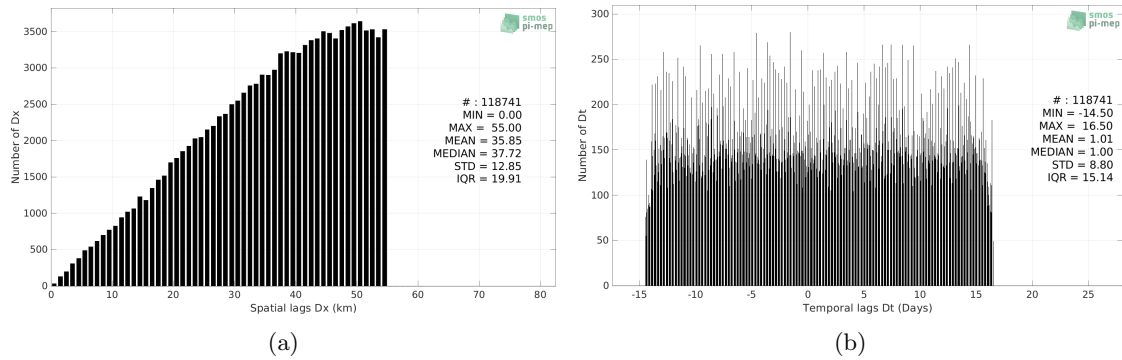 smos
pi-mep
3500
3000
2500
2000
1500
1000
500
0
Number of Dx
# : 118741
MIN = 0.00
MAX = 55.00
MEAN = 35.85
MEDIAN = 37.72
STD = 12.85
IQR = 19.91
0 10 20 30 40 50 60 70 80
Spatial lags Dx (km)
(a)
smos
pi-mep
300
250
200
150
100
50
0
Number of Dt
# : 118741
MIN = -14.50
MAX = 16.50
MEAN = 1.01
MEDIAN = 1.00
STD = 8.80
IQR = 15.14
-15 -10 -5 0 5 10 15 20 25
Temporal lags Dt (Days)
(b)